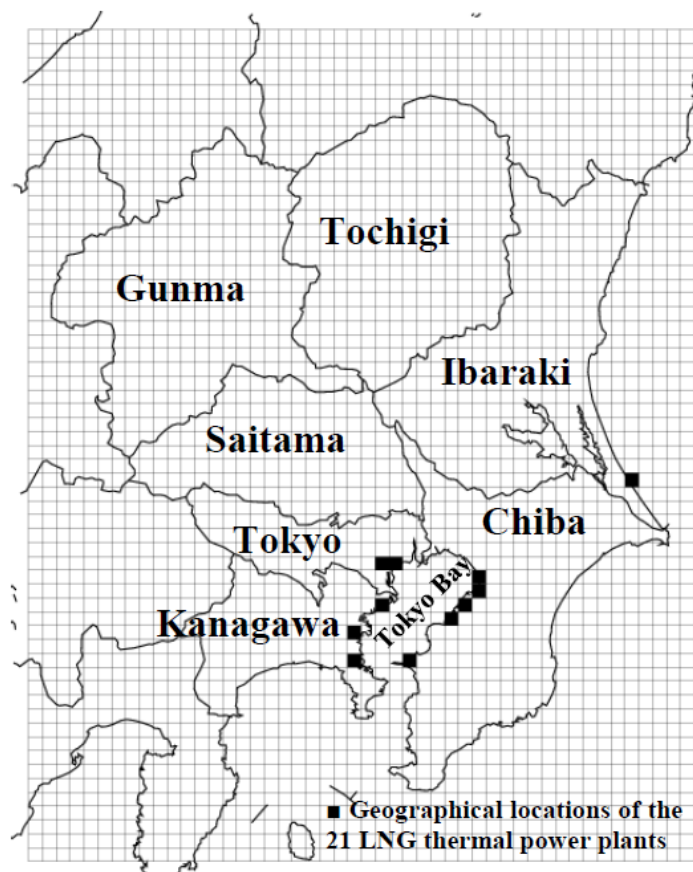 Tochigi
Gunma
Ibaraki
Saitama
Chiba
Tokyo
Tokyo Bay
Kanagawa
Geographical locations of the
21 LNG thermal power plants